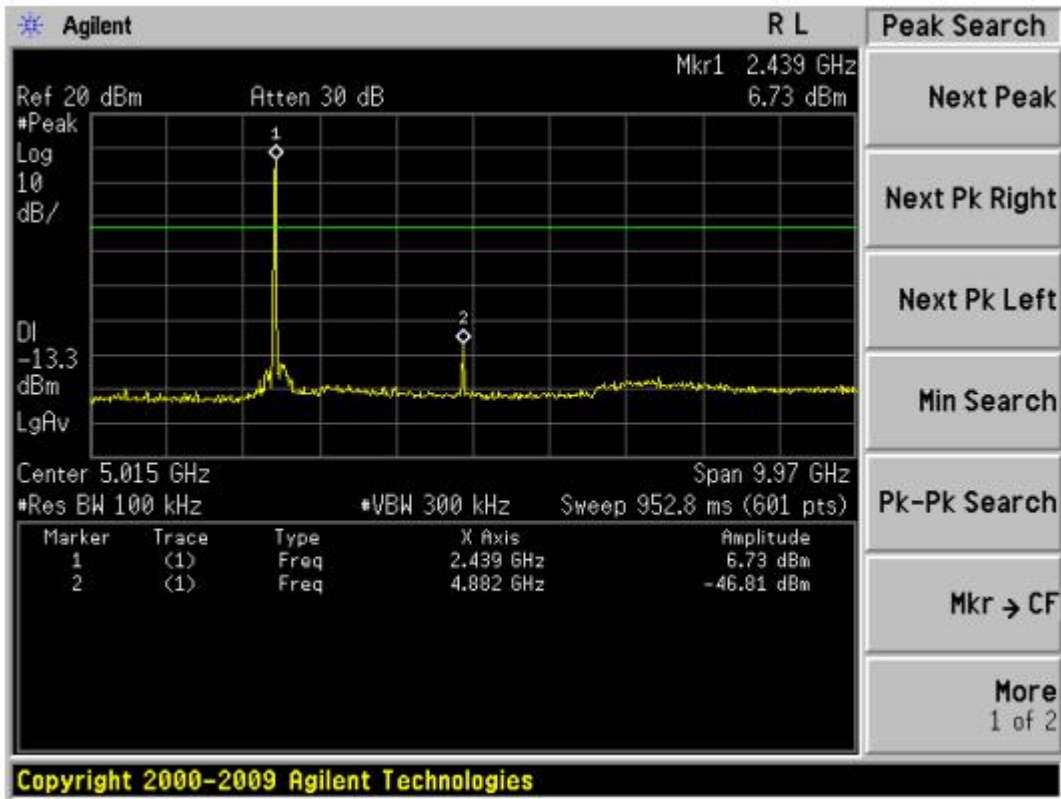 Agilent R L Peak Search
Mkr1 2.439 GHz
Ref 20 dBm Atten 30 dB 6.73 dBm
#Peak
Log
10
dB/
1
2
DI
-13.3
dBm
LgAv
Center 5.015 GHz Span 9.97 GHz
#Res BW 100 kHz #VBW 300 kHz Sweep 952.8 ms (601 pts)
Marker Trace Type X Axis Amplitude
1 (1) Freq 2.439 GHz 6.73 dBm
2 (1) Freq 4.882 GHz -46.81 dBm
Next Peak
Next Pk Right
Next Pk Left
Min Search
Pk-Pk Search
Mkr → CF
More
1 of 2
Copyright 2000-2009 Agilent Technologies